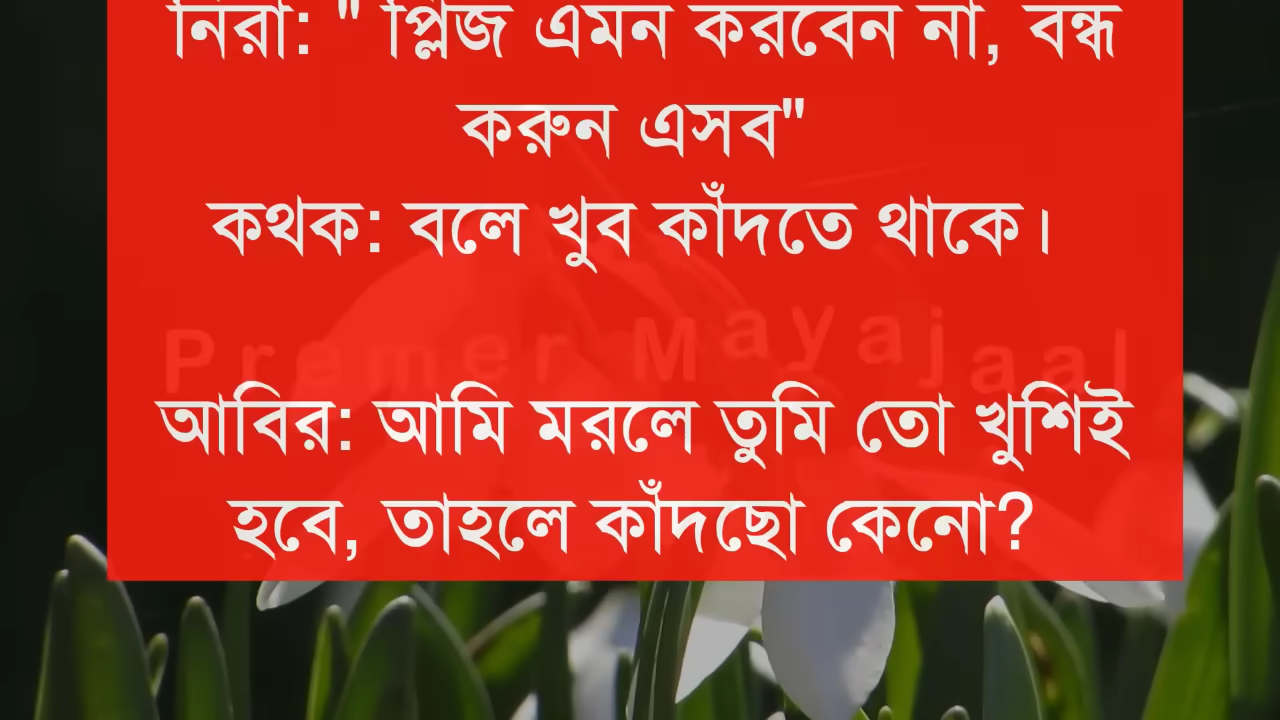 নিরা: " প্লিজ এমন করবেন না, বন্ধ
করুন এসব"
কথক: বলে খুব কাঁদতে থাকে।
Premer Mayajaal
আবির: আমি মরলে তুমি তো খুশিই
হবে, তাহলে কাঁদছো কেনো?